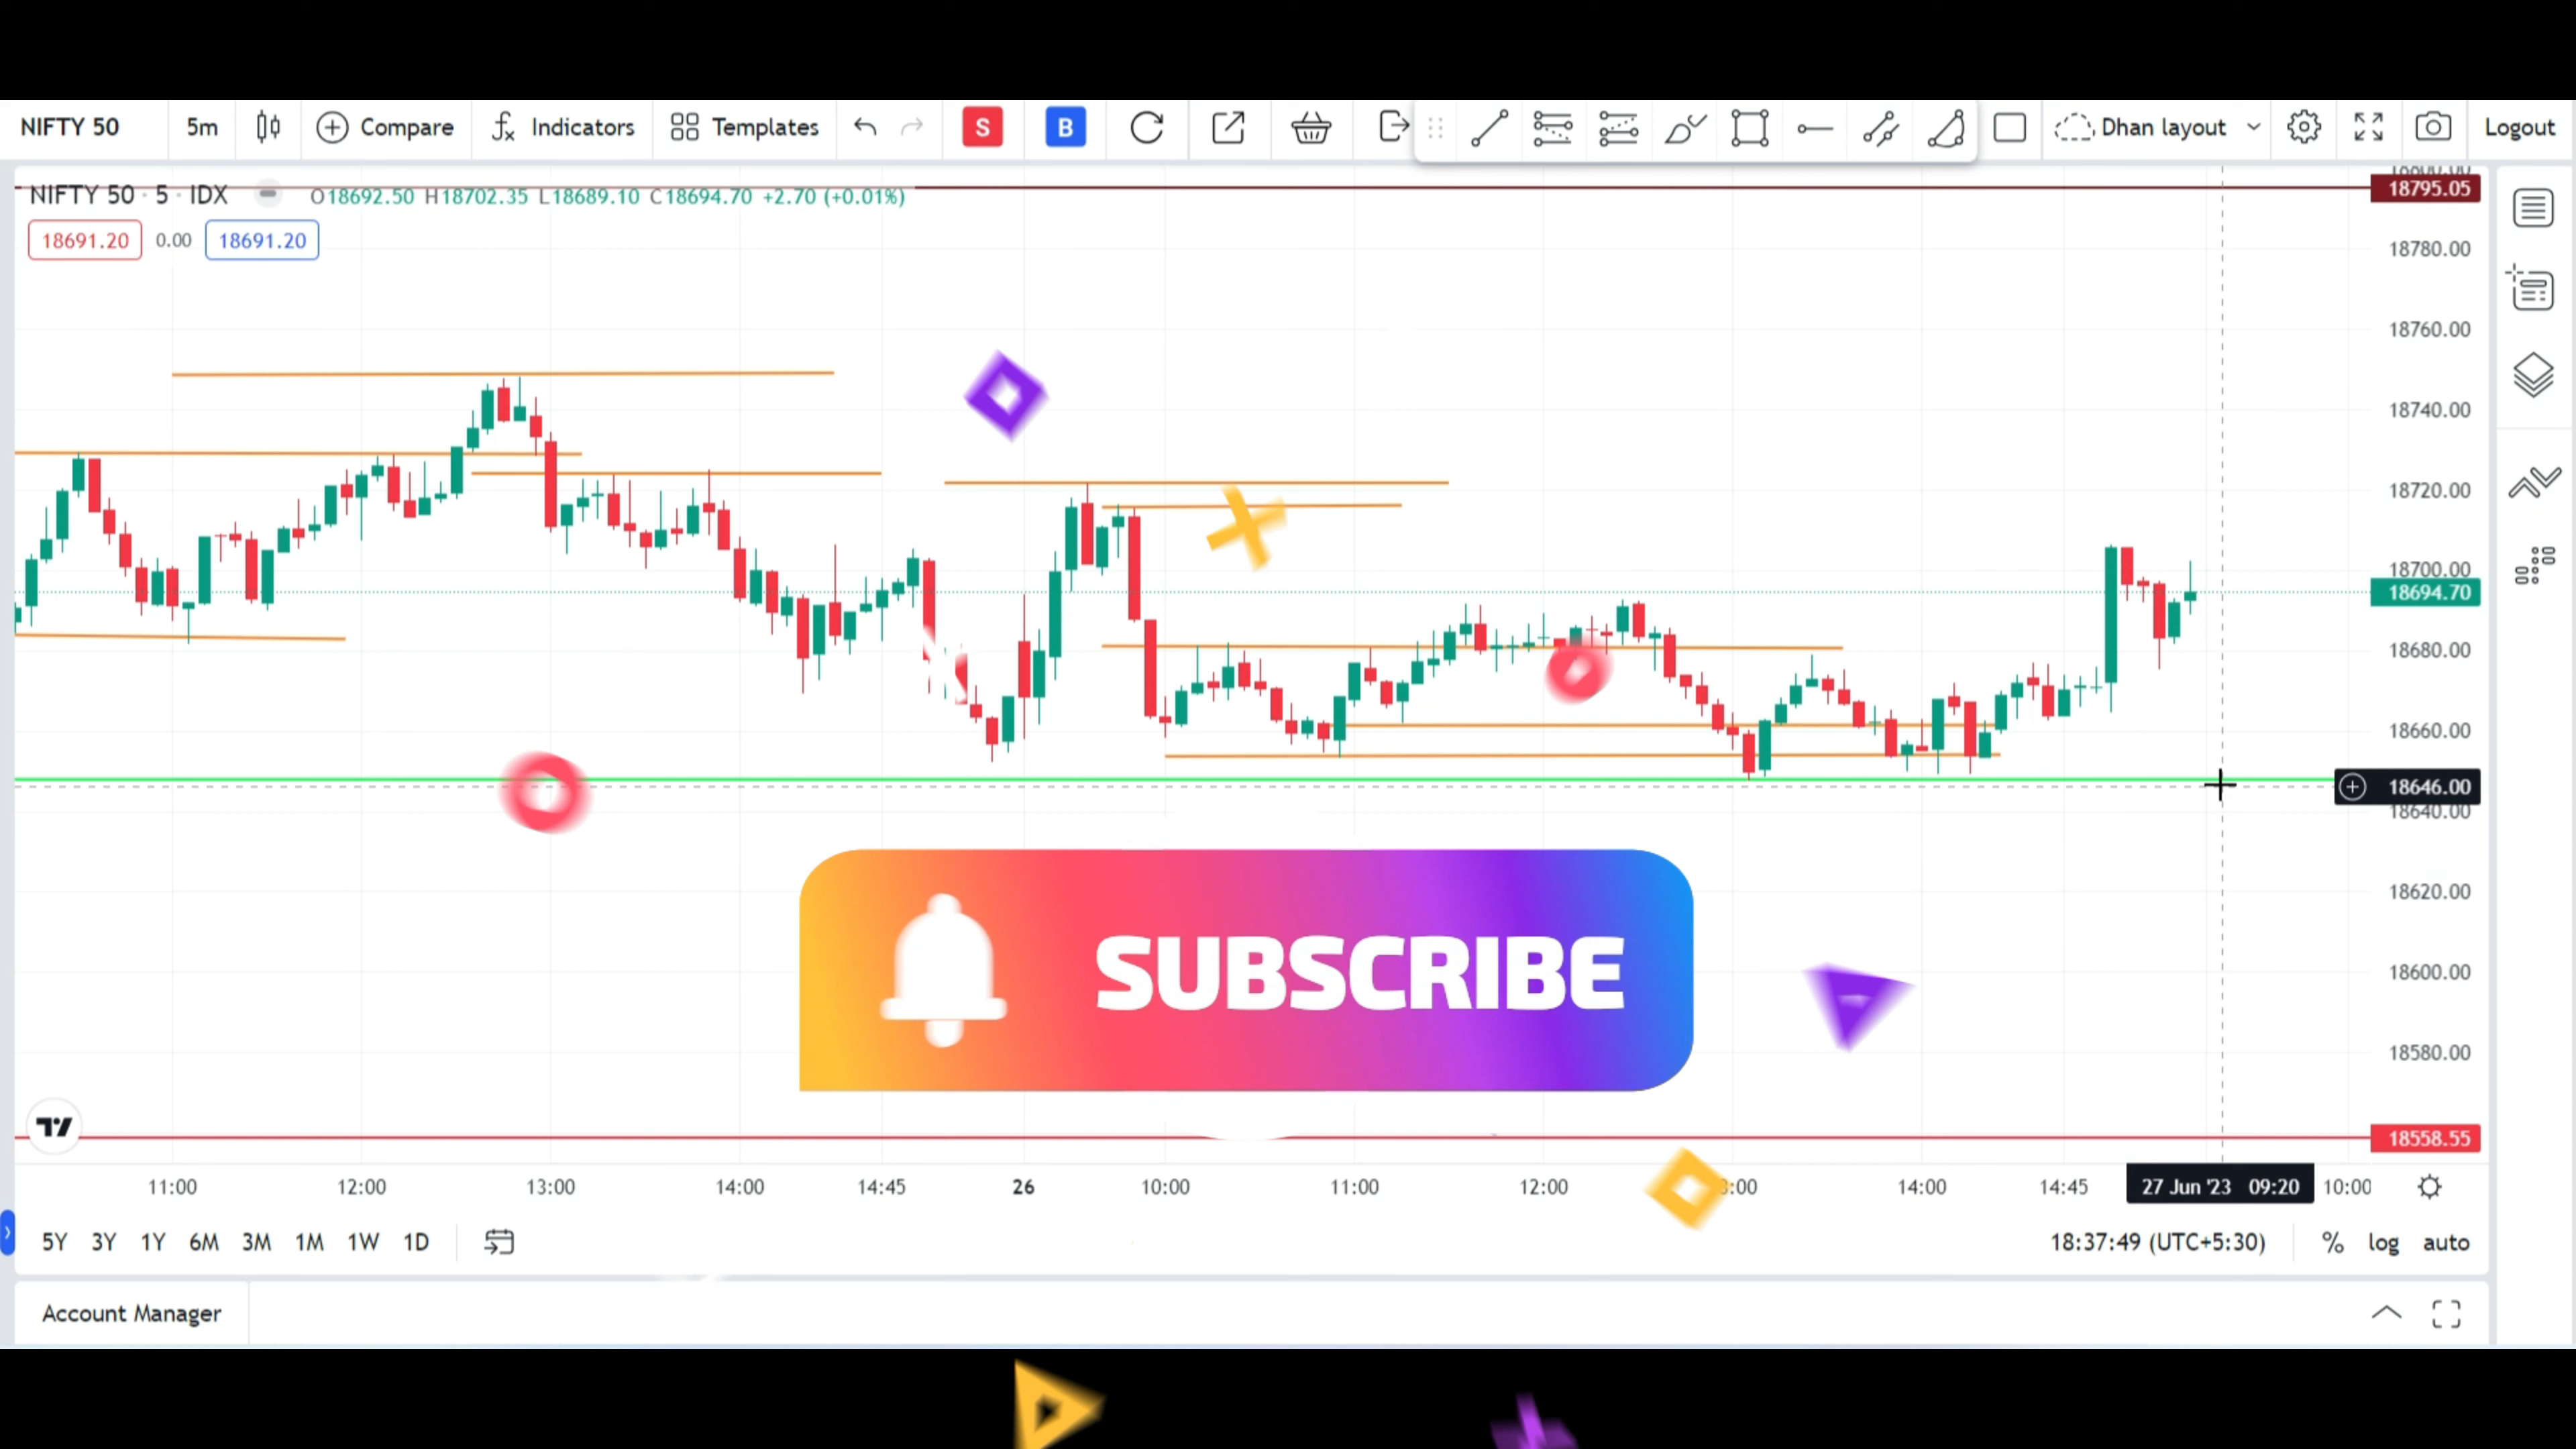 NIFTY 50 5m Compare Indicators Templates S B Dhan layout Logout
NIFTY 50 · 5 · IDX O18692.50 H18702.35 L18689.10 C18694.70 +2.70 (+0.01%)
18691.20 0.00 18691.20
18795.05
18780.00
18760.00
18740.00
18720.00
18700.00
18694.70
18680.00
18660.00
18646.00
18640.00
18620.00
18600.00
18580.00
18558.55
SUBSCRIBE
11:00 12:00 13:00 14:00 14:45 26 10:00 11:00 12:00 14:00 14:45 27 Jun '23 09:20 10:00
5Y 3Y 1Y 6M 3M 1M 1W 1D 18:37:49 (UTC+5:30) % log auto
Account Manager